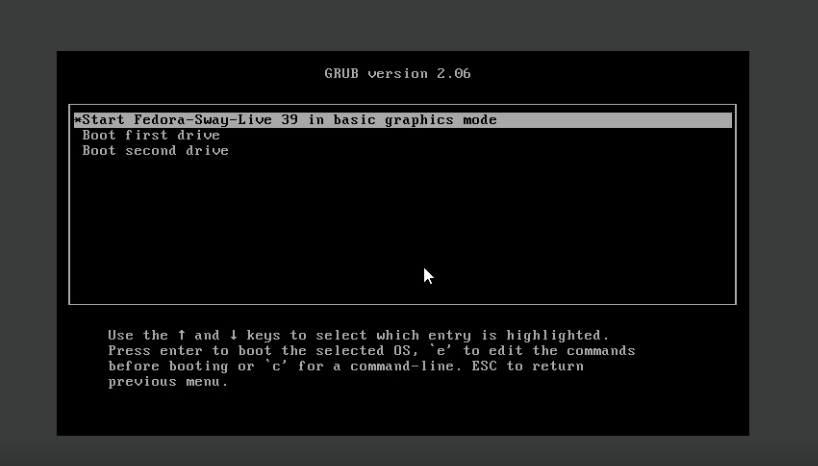 GRUB version 2.06
*Start Fedora-Sway-Live 39 in basic graphics mode
Boot first drive
Boot second drive
Use the ↑ and ↓ keys to select which entry is highlighted.
Press enter to boot the selected OS, `e' to edit the commands
before booting or `c' for a command-line. ESC to return
previous menu.